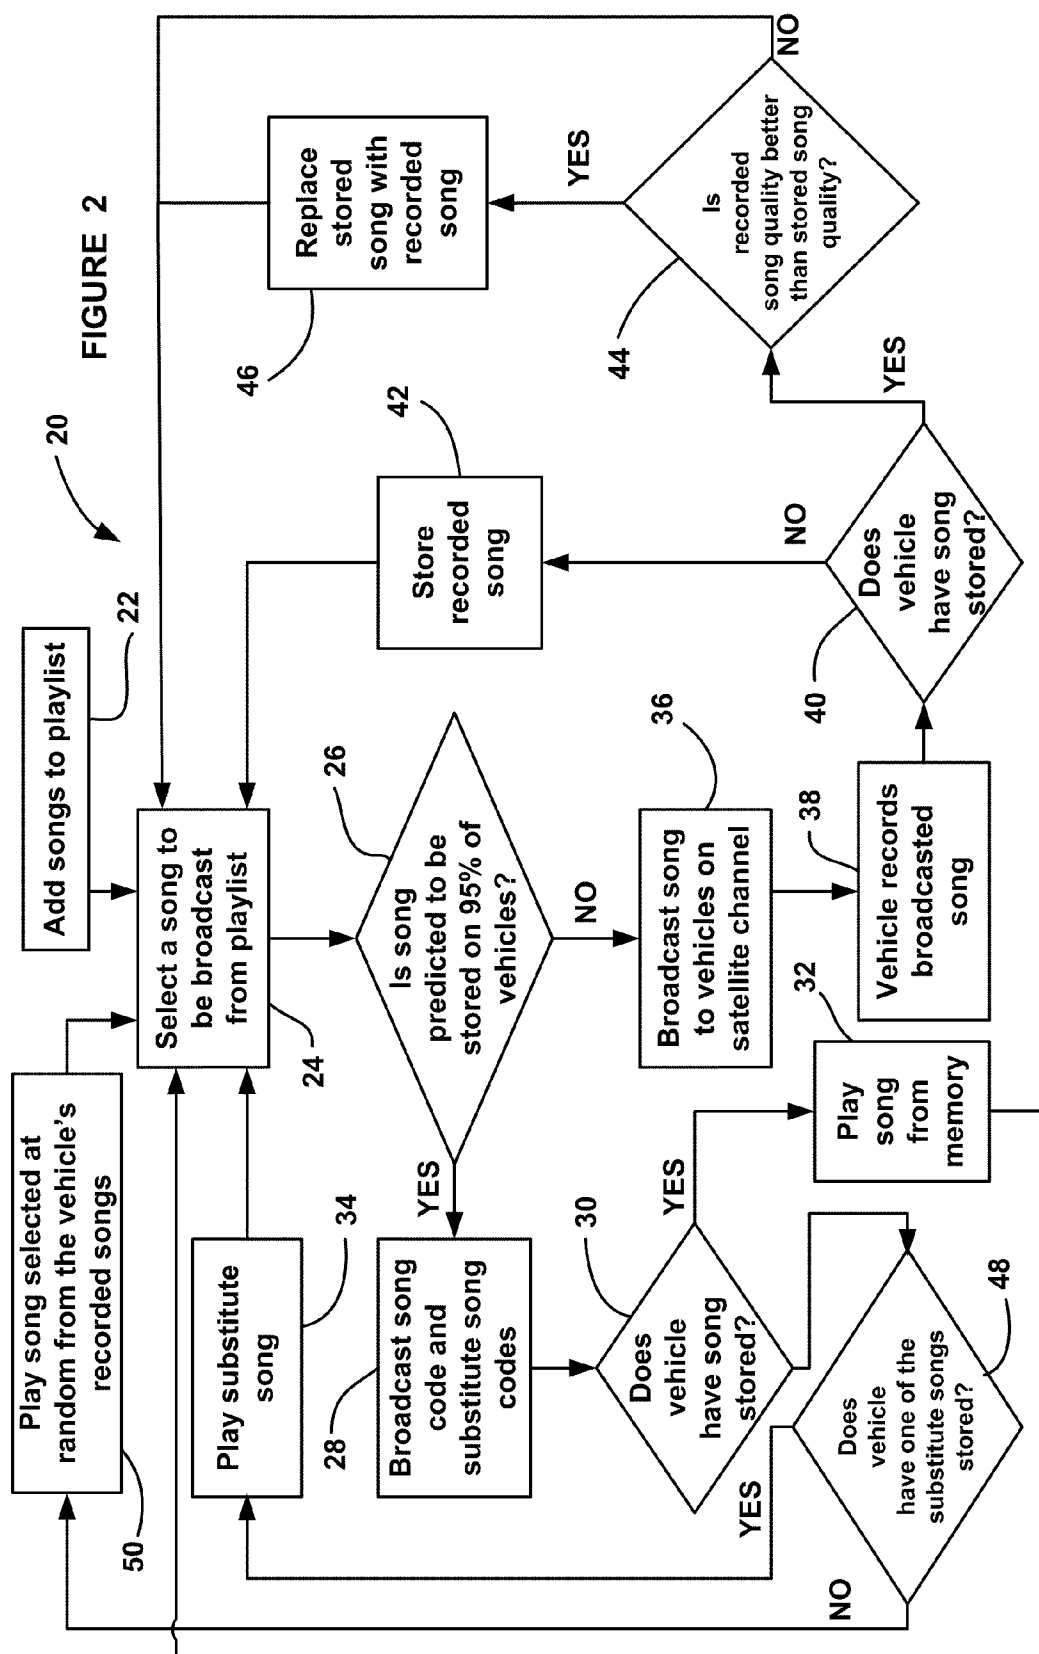 FIGURE 2
20
Add songs to playlist
22
Select a song to
be broadcast
from playlist
24
Is song
predicted to be
stored on 95% of
vehicles?
26
YES
NO
Broadcast song
code and
substitute song
codes
28
Does
vehicle
have song
stored?
30
YES
Play
song
from
memory
32
Does
vehicle
have one of the
substitute songs
stored?
48
YES
NO
Play substitute
song
34
Play song selected at
random from the vehicle's
recorded songs
50
Broadcast song
to vehicles on
satellite channel
36
Vehicle records
broadcasted
song
38
Does
vehicle
have song
stored?
40
NO
YES
Store
recorded
song
42
Is
recorded
song quality better
than stored song
quality?
44
YES
NO
Replace
stored
song with
recorded
song
46